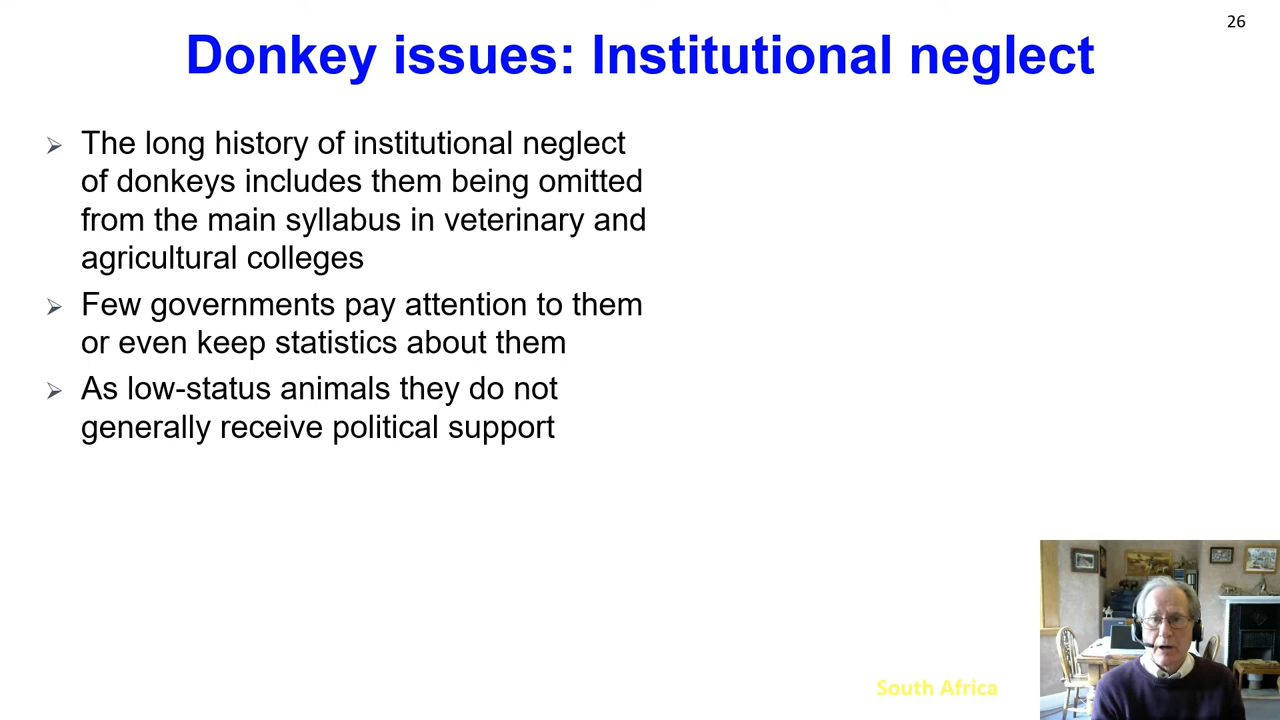 26
Donkey issues: Institutional neglect
➢ The long history of institutional neglect
of donkeys includes them being omitted
from the main syllabus in veterinary and
agricultural colleges
➢ Few governments pay attention to them
or even keep statistics about them
➢ As low-status animals they do not
generally receive political support
South Africa